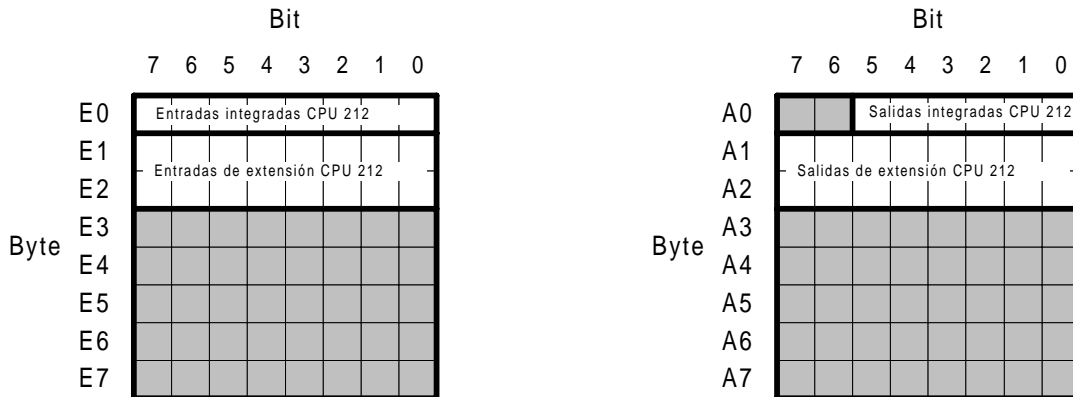 Bit
7 6 5 4 3 2 1 0
E0 Entradas integradas CPU 212
E1
Entradas de extensión CPU 212
E2
E3
Byte
E4
E5
E6
E7
Bit
7 6 5 4 3 2 1 0
A0 Salidas integradas CPU 212
A1
Salidas de extensión CPU 212
A2
A3
Byte
A4
A5
A6
A7